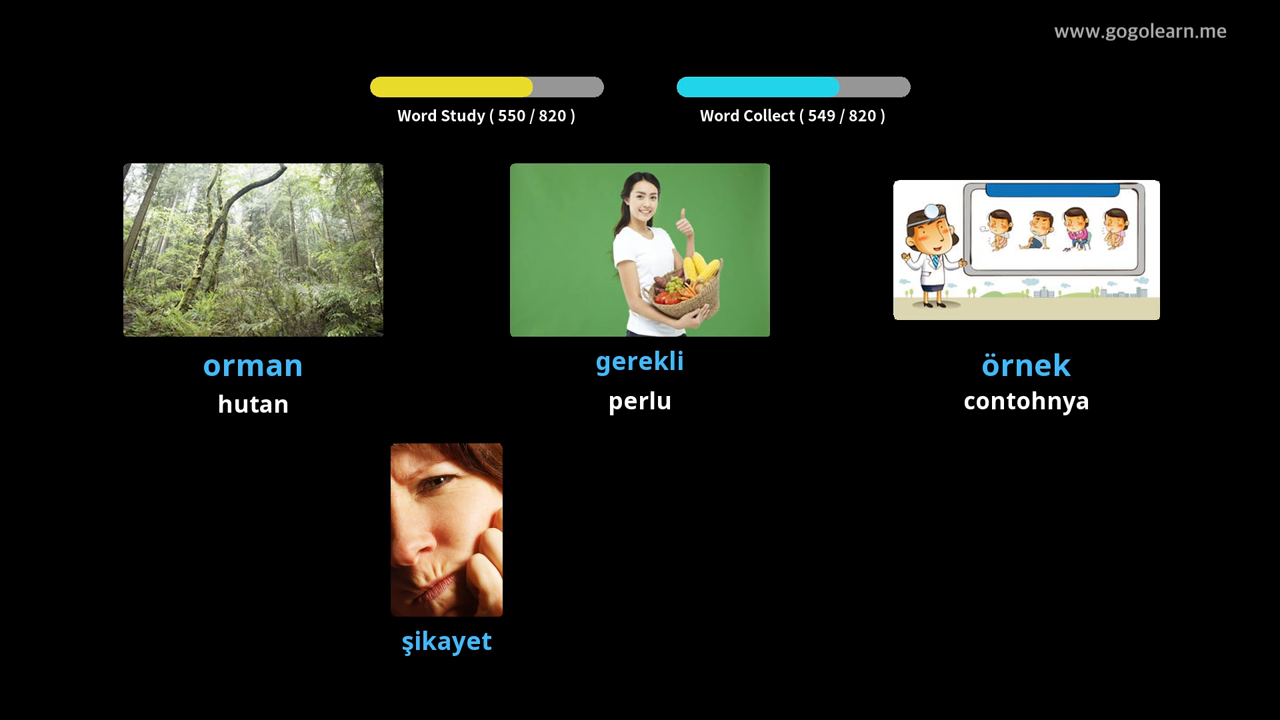 www.gogolearn.me
Word Study ( 550 / 820 )
Word Collect ( 549 / 820 )
orman
hutan
gerekli
perlu
örnek
contohnya
şikayet